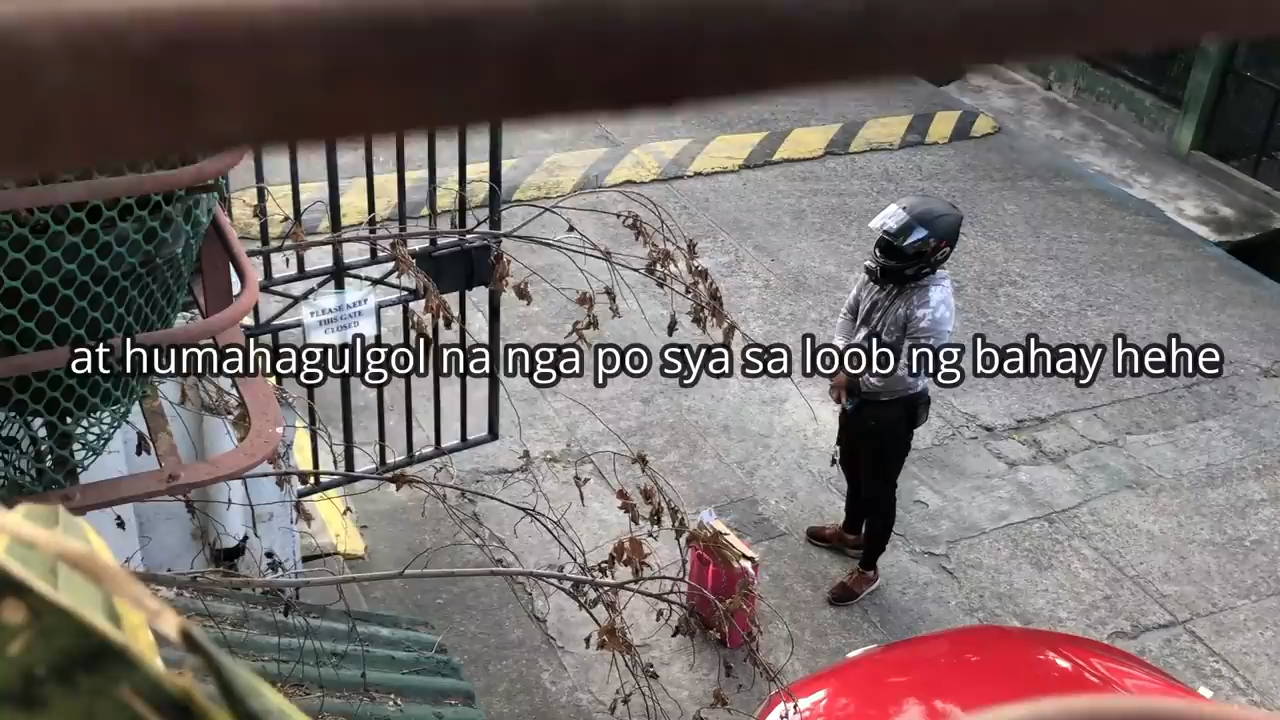 PLEASE KEEP
THIS GATE
CLOSED
at humahagulgol na nga po sya sa loob ng bahay hehe